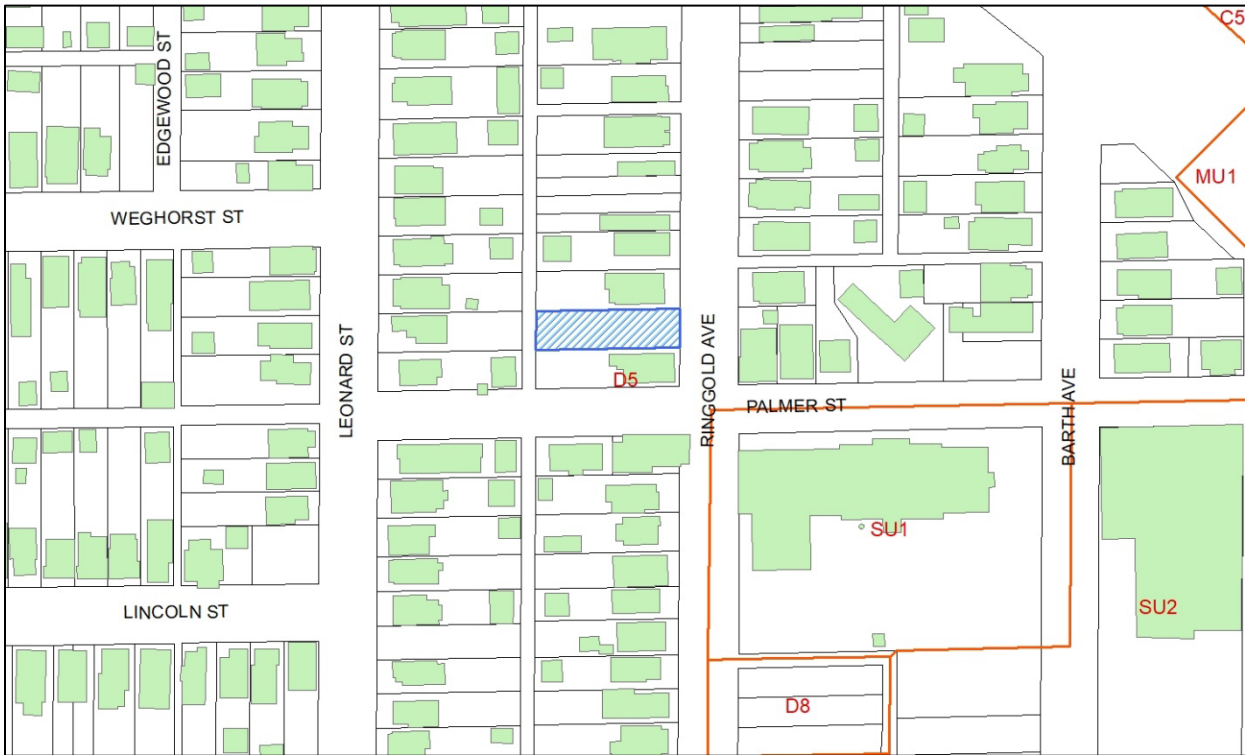 C5
EDGEWOOD ST
MU1
WEGHORST ST
LEONARD ST
D5
RINGGOLD AVE
PALMER ST
BARTH AVE
SU1
SU2
LINCOLN ST
D8